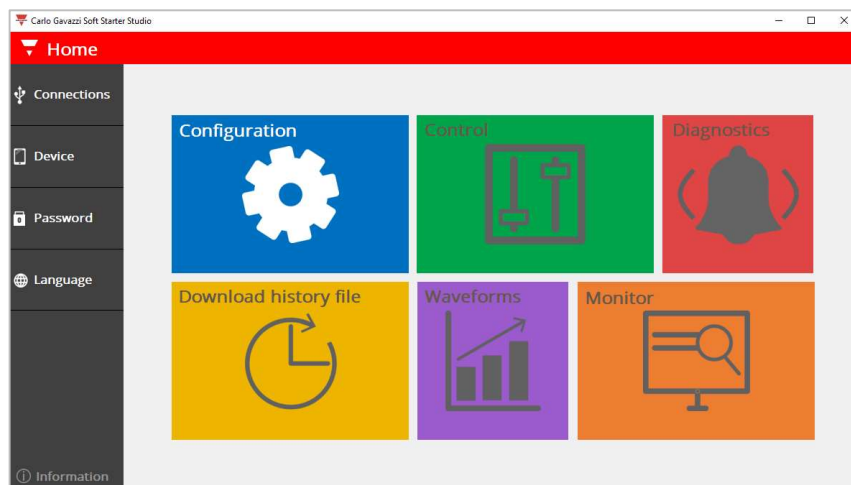 Carlo Gavazzi Soft Starter Studio
Home
Connections
Device
Password
Language
Information
Configuration
Control
Diagnostics
Download history file
Waveforms
Monitor